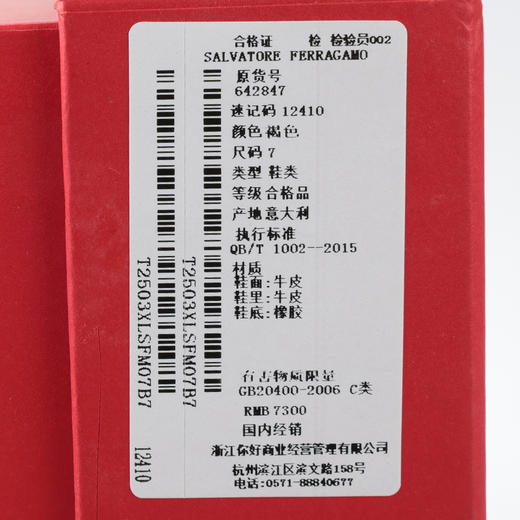 合格证 检 检验员002
SALVATORE FERRAGAMO
原货号
642847
速记码 12410
颜色 褐色
尺码 7
类型 鞋类
等级合格品
产地意大利
执行标准
QB/T 1002--2015
材质
鞋面:牛皮
鞋里:牛皮
鞋底:橡胶
有害物质限量
GB20400-2006 C类
RMB 7300
国内经销
浙江你好商业经营管理有限公司
杭州滨江区滨文路158号
电话:0571-88840677
T2503XLSFM07B7
T2503XLSFM07B7
12410